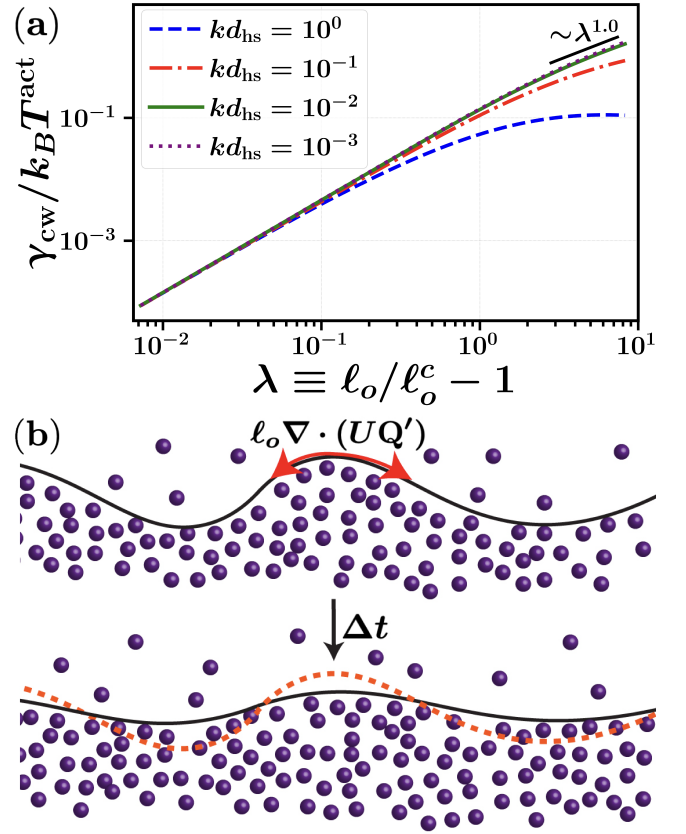 (a)
kd_hs = 10^0
kd_hs = 10^-1
kd_hs = 10^-2
kd_hs = 10^-3
∼λ^1.0
γ_cw/k_B T^act
10^-1
10^-3
10^-2 10^-1 10^0 10^1
λ ≡ ℓ_o/ℓ_o^c − 1
(b)
ℓ_o ∇ · (UQ′)
Δt